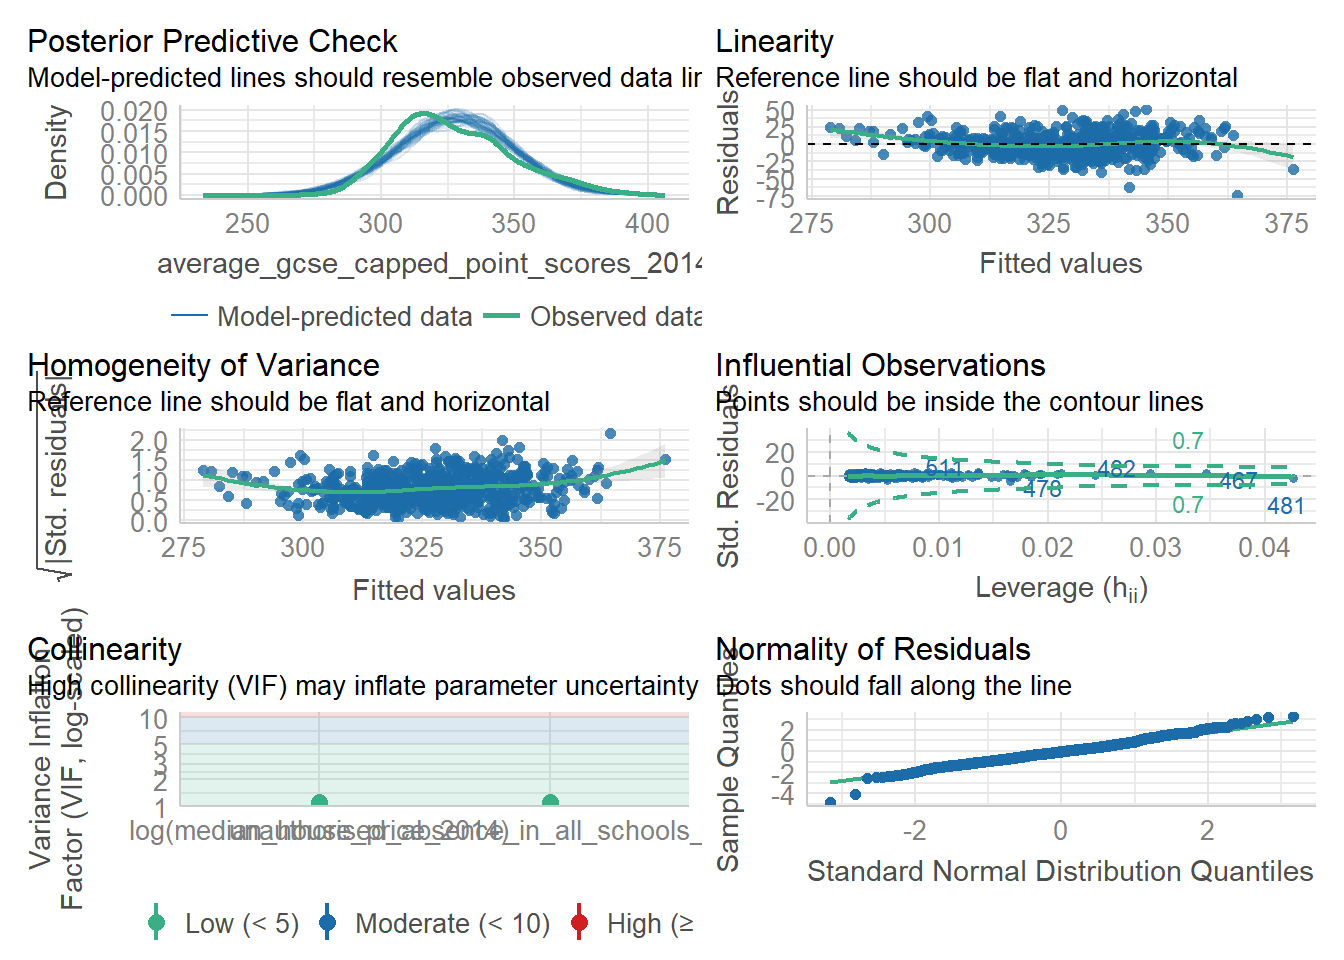 Posterior Predictive Check
Model-predicted lines should resemble observed data lin
Density
0.020
0.015
0.010
0.005
0.000
250
300
350
400
average_gcse_capped_point_scores_2014
Model-predicted data
Observed data
Linearity
Reference line should be flat and horizontal
Residuals
50
25
0
-25
-50
-75
275
300
325
350
375
Fitted values
Homogeneity of Variance
Reference line should be flat and horizontal
√|Std. residuals|
2.0
1.5
1.0
0.5
0.0
275
300
325
350
375
Fitted values
Influential Observations
Points should be inside the contour lines
Std. Residuals
20
0
-20
0.7
0.7
511
482
478
467
481
0.00
0.01
0.02
0.03
0.04
Leverage (hii)
Collinearity
High collinearity (VIF) may inflate parameter uncertainty
Variance Inflation
Factor (VIF, log-scaled)
10
5
3
2
1
log(median_house_price_2014)
unauthorised_absence_in_all_schools_
Low (< 5)
Moderate (< 10)
High (≥
Normality of Residuals
Dots should fall along the line
Sample Quantiles
2
0
-2
-4
-2
0
2
Standard Normal Distribution Quantiles